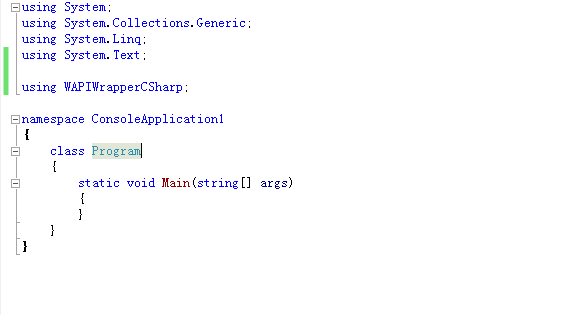 using System;
using System.Collections.Generic;
using System.Linq;
using System.Text;
using WAPIWrapperCSharp;
namespace ConsoleApplication1
{
class Program
{
static void Main(string[] args)
{
}
}
}